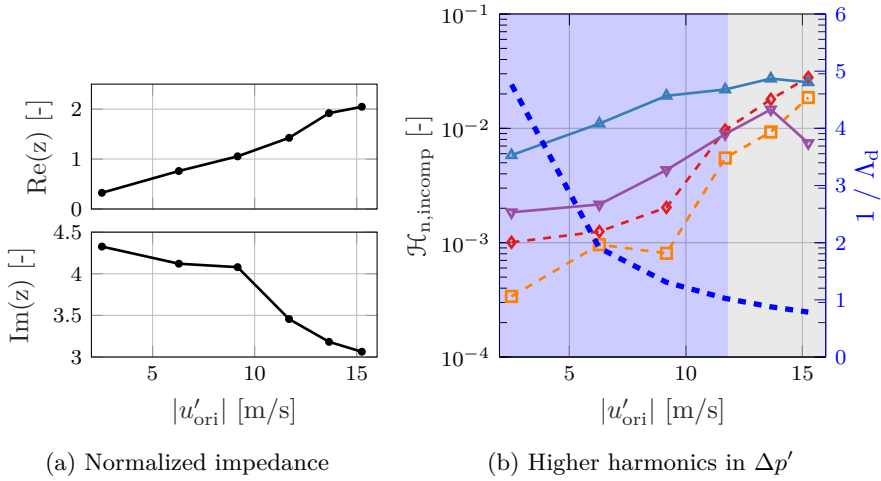 Re(z) [-]
2
1
0
Im(z) [-]
4.5
4
3.5
3
5 10 15
|u′ori| [m/s]
(a) Normalized impedance
ℋn,incomp [-]
10⁻¹
10⁻²
10⁻³
10⁻⁴
5 10 15
|u′ori| [m/s]
6
5
4
3
2
1
0
1 / Λd
(b) Higher harmonics in Δp′